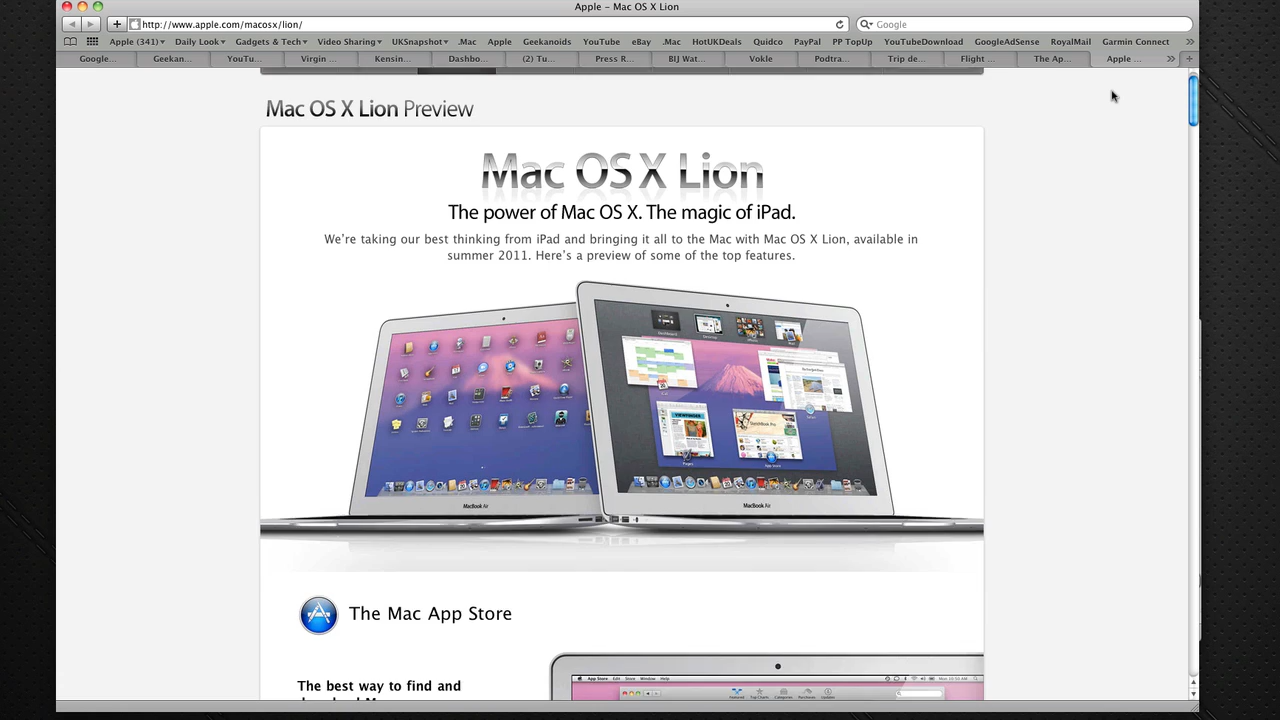 Apple – Mac OS X Lion
http://www.apple.com/macosx/lion/
Google
Apple (341) Daily Look Gadgets & Tech Video Sharing UKSnapshot .Mac Apple Geekanoids YouTube eBay .Mac HotUKDeals Quidco PayPal PP TopUp YouTubeDownload GoogleAdSense RoyalMail Garmin Connect
Google... Geekan... YouTu... Virgin ... Kensin... Dashbo... (2) Tu... Press R... BIJ Wat... Vokle Podtra... Trip de... Flight ... The Ap... Apple ...
Mac OS X Lion Preview
Mac OS X Lion
The power of Mac OS X. The magic of iPad.
We're taking our best thinking from iPad and bringing it all to the Mac with Mac OS X Lion, available in
summer 2011. Here's a preview of some of the top features.
MacBook Air
MacBook Air
The Mac App Store
The best way to find and
App Store Edit Store Window Help